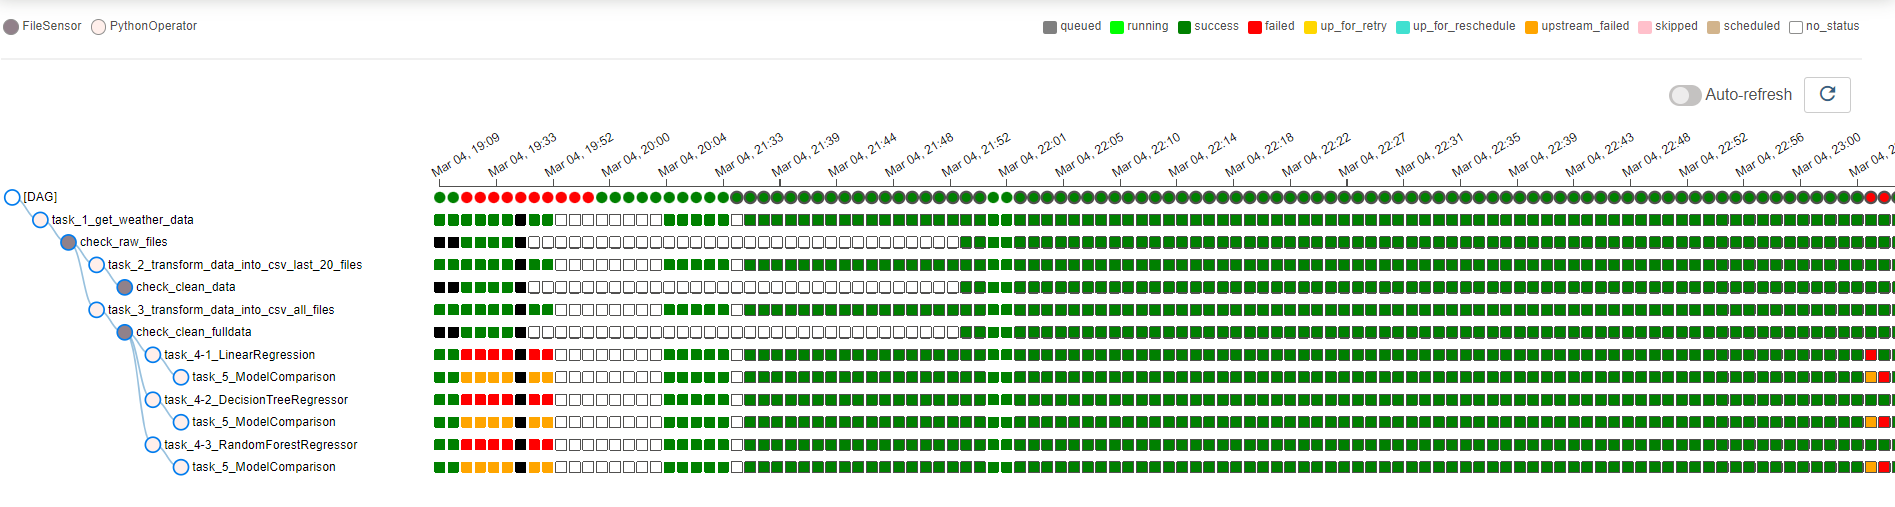 FileSensor PythonOperator queued running success failed up_for_retry up_for_reschedule upstream_failed skipped scheduled no_status
Auto-refresh
Mar 04, 19:09 Mar 04, 19:33 Mar 04, 19:52 Mar 04, 20:00 Mar 04, 20:04 Mar 04, 21:33 Mar 04, 21:39 Mar 04, 21:44 Mar 04, 21:48 Mar 04, 21:52 Mar 04, 22:01 Mar 04, 22:05 Mar 04, 22:10 Mar 04, 22:14 Mar 04, 22:18 Mar 04, 22:22 Mar 04, 22:27 Mar 04, 22:31 Mar 04, 22:35 Mar 04, 22:39 Mar 04, 22:43 Mar 04, 22:48 Mar 04, 22:52 Mar 04, 22:56 Mar 04, 23:00 Mar 04,
[DAG]
task_1_get_weather_data
check_raw_files
task_2_transform_data_into_csv_last_20_files
check_clean_data
task_3_transform_data_into_csv_all_files
check_clean_fulldata
task_4-1_LinearRegression
task_5_ModelComparison
task_4-2_DecisionTreeRegressor
task_5_ModelComparison
task_4-3_RandomForestRegressor
task_5_ModelComparison